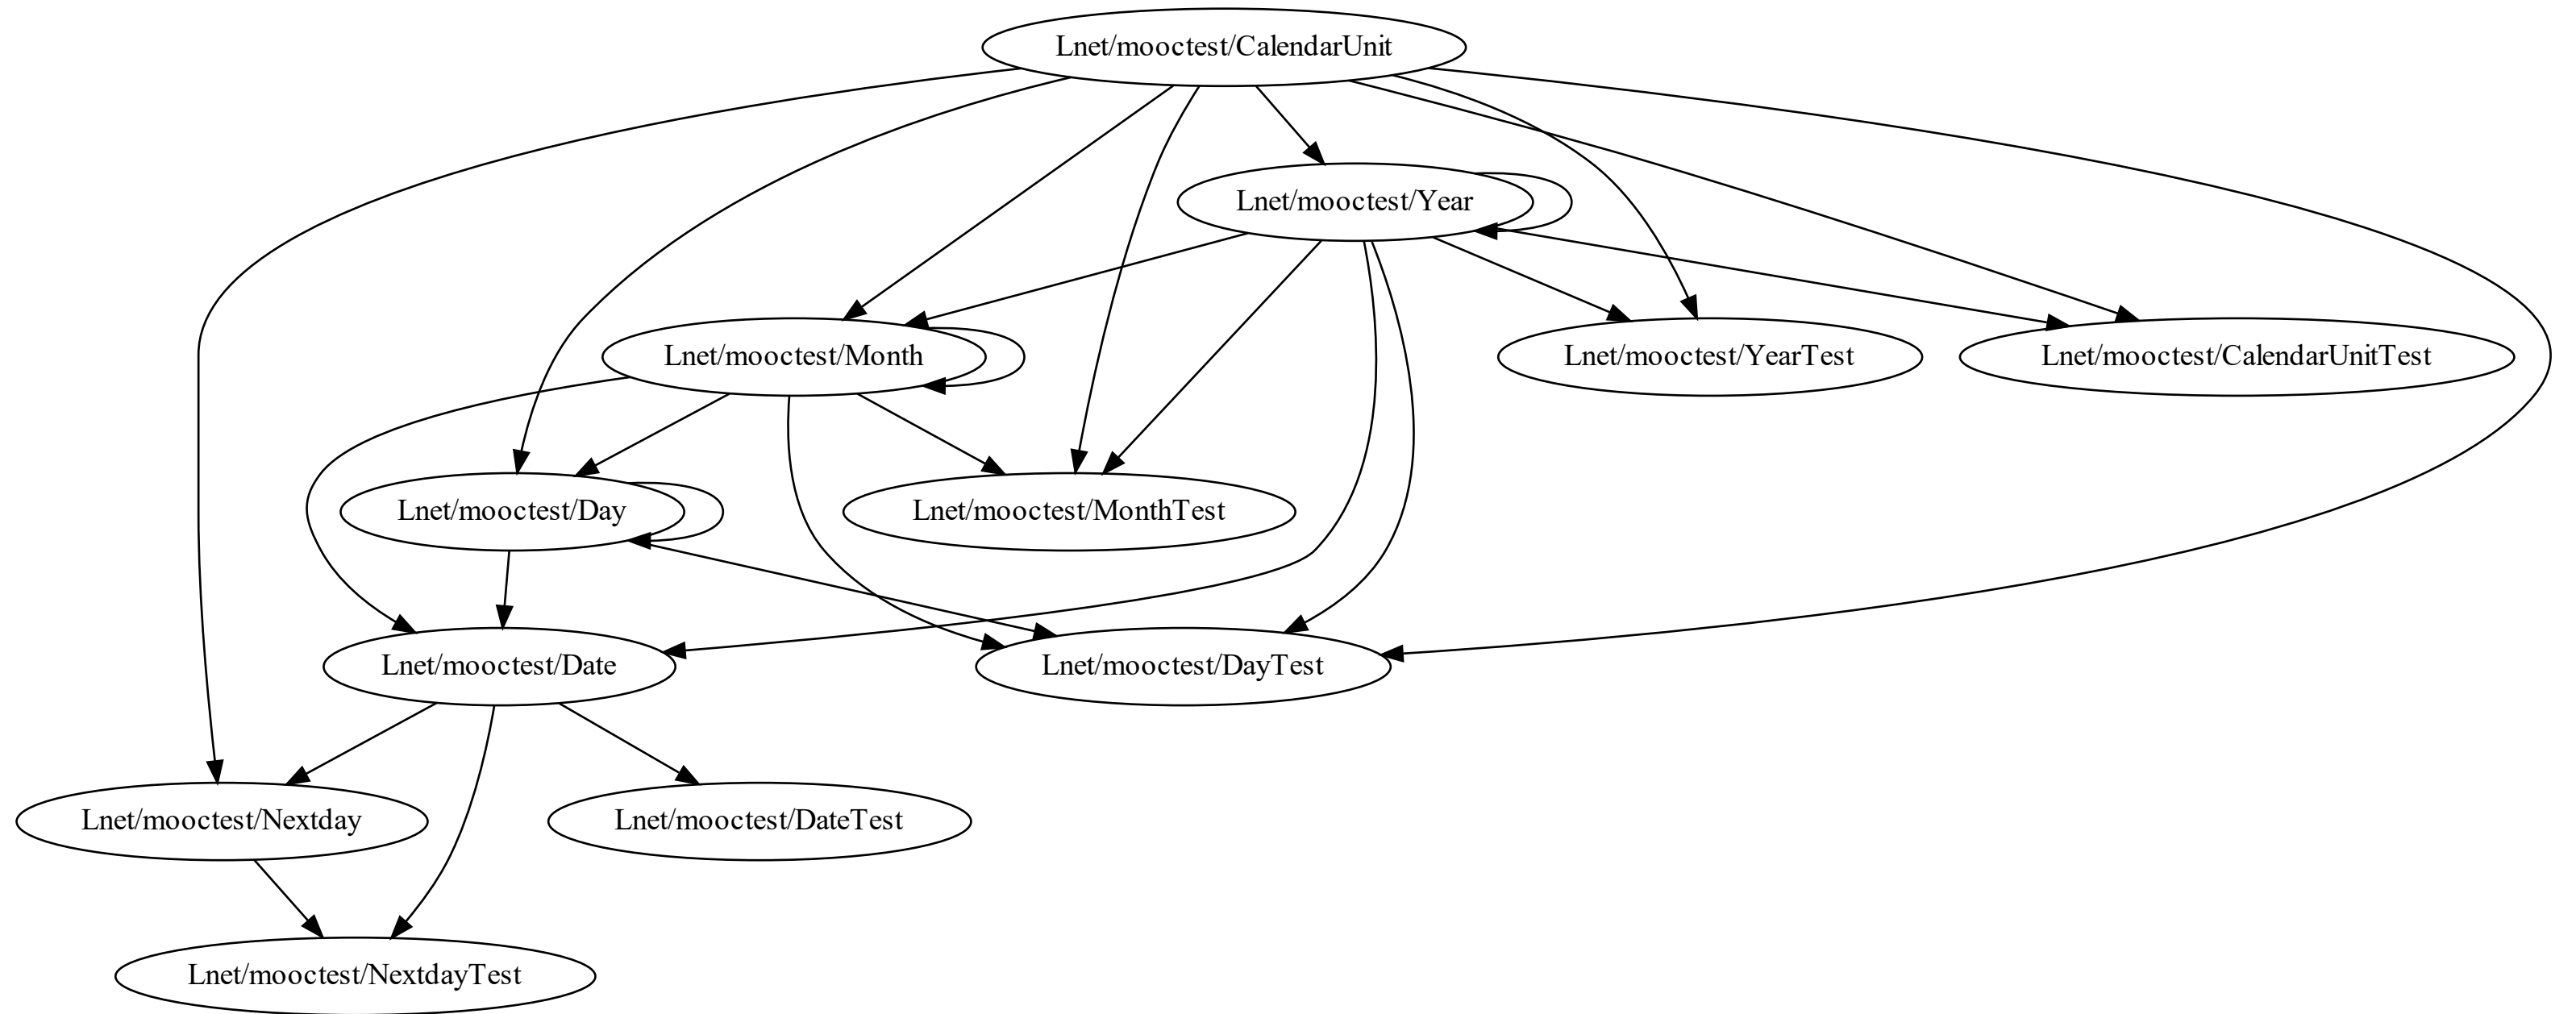 Lnet/mooctest/CalendarUnit
Lnet/mooctest/Year
Lnet/mooctest/Month
Lnet/mooctest/YearTest
Lnet/mooctest/CalendarUnitTest
Lnet/mooctest/Day
Lnet/mooctest/MonthTest
Lnet/mooctest/Date
Lnet/mooctest/DayTest
Lnet/mooctest/Nextday
Lnet/mooctest/DateTest
Lnet/mooctest/NextdayTest